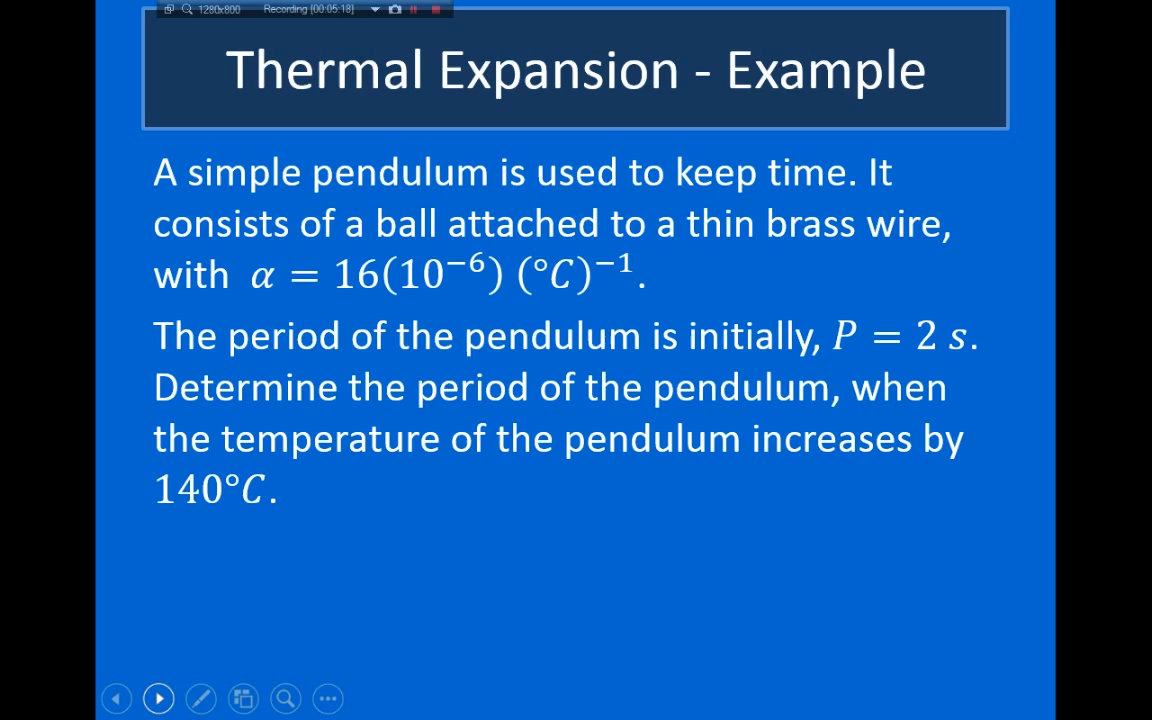 1280x800 Recording [00:05:18]
Thermal Expansion - Example
A simple pendulum is used to keep time. It
consists of a ball attached to a thin brass wire,
with α = 16(10⁻⁶) (°C)⁻¹.
The period of the pendulum is initially, P = 2 s.
Determine the period of the pendulum, when
the temperature of the pendulum increases by
140°C.